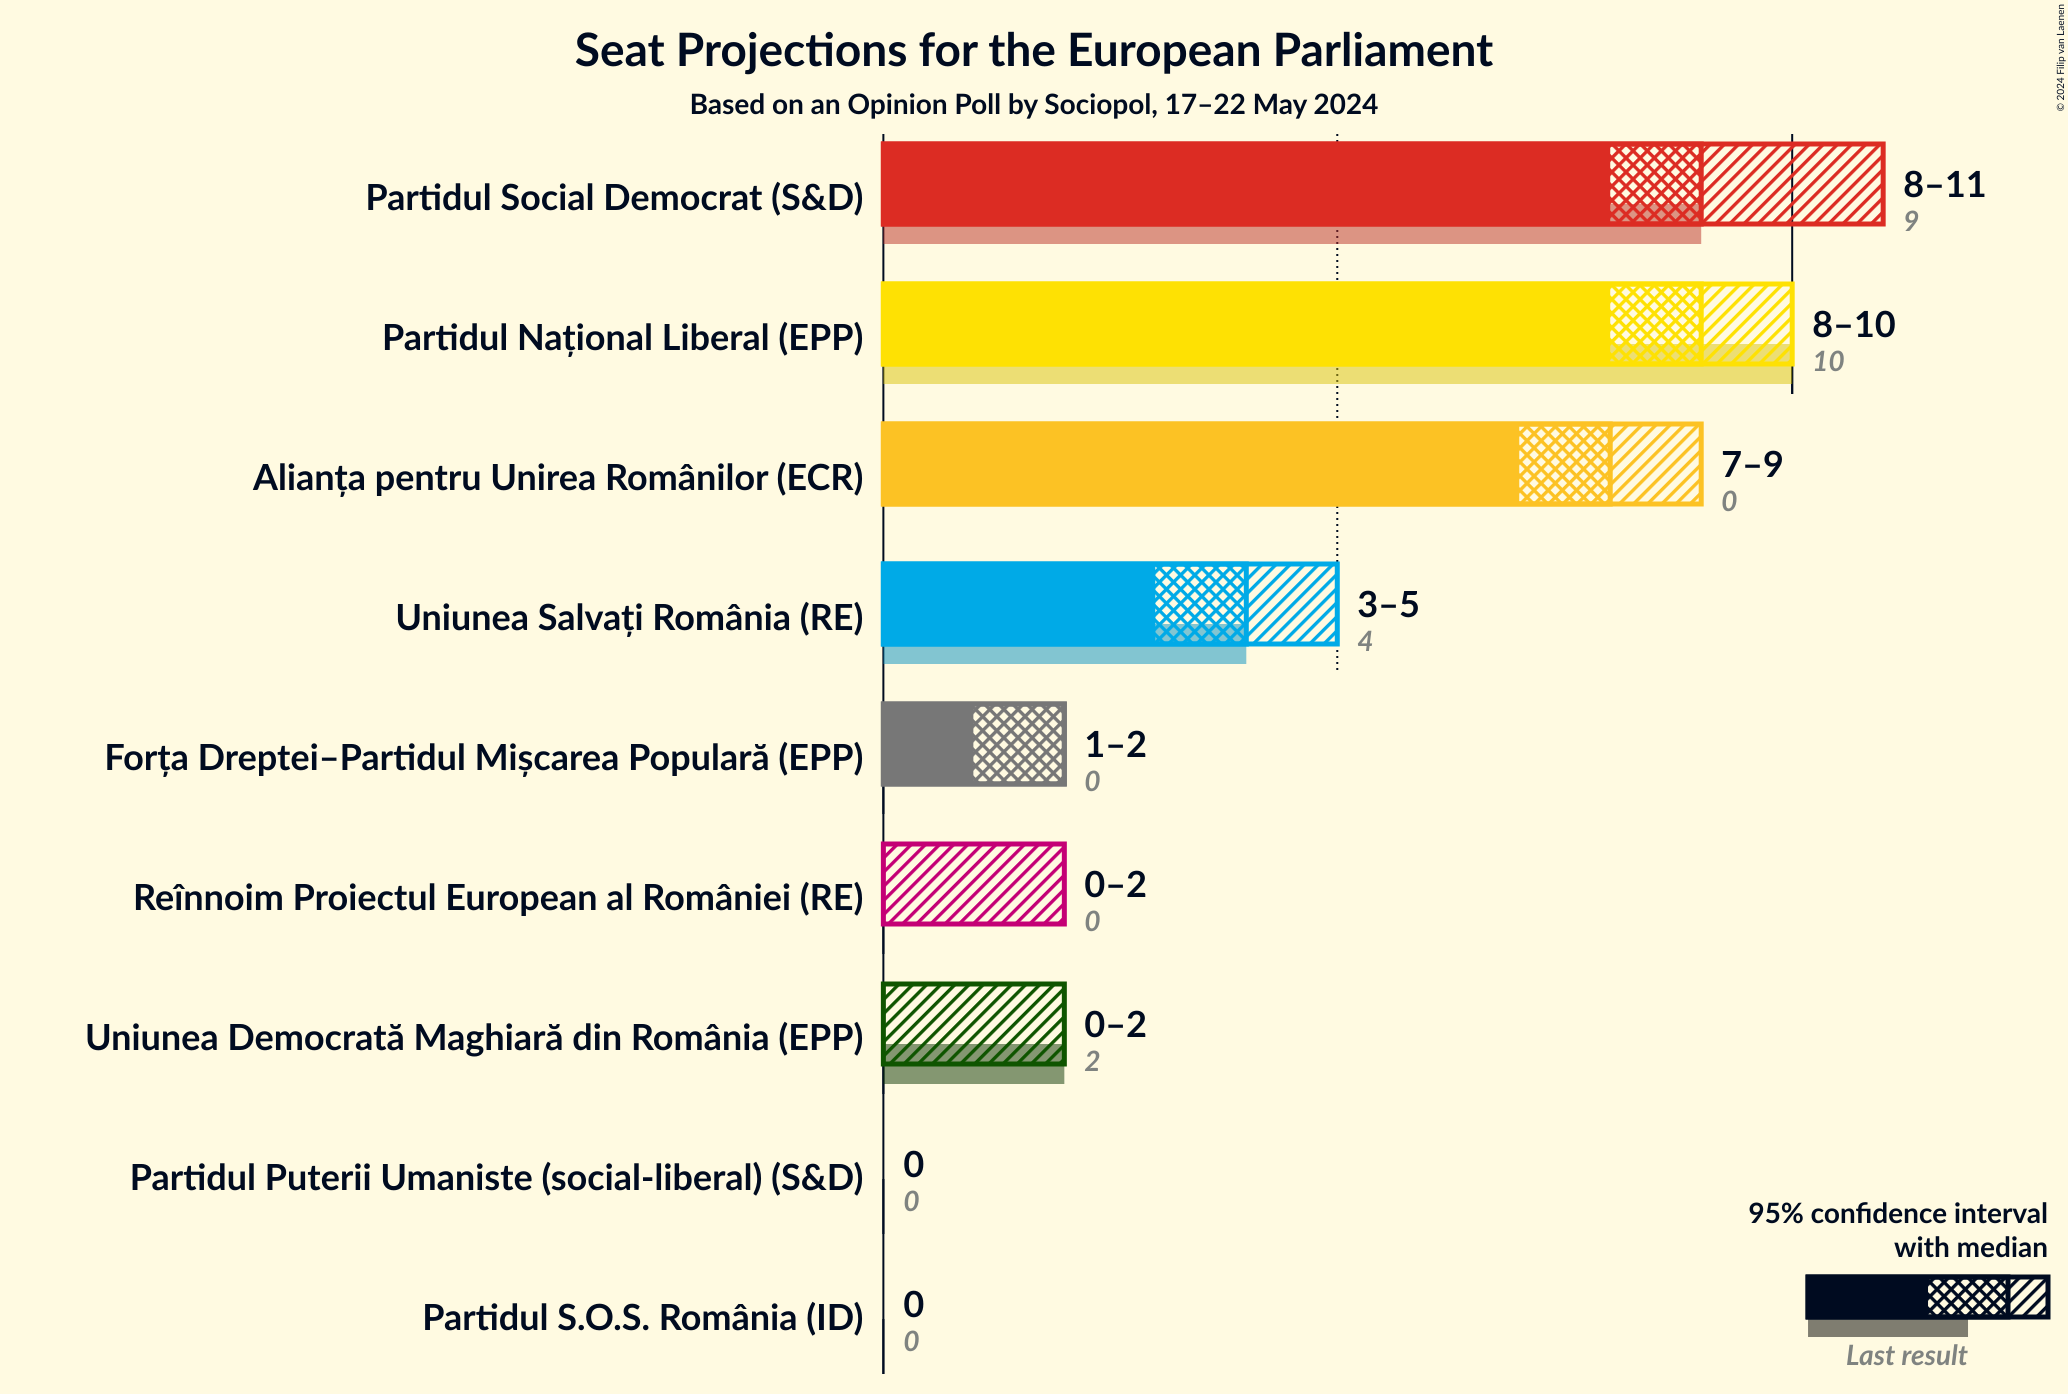 Seat Projections for the European Parliament
Based on an Opinion Poll by Sociopol, 17–22 May 2024
© 2024 Filip van Laenen
Partidul Social Democrat (S&D)
8–11
9
Partidul Național Liberal (EPP)
8–10
10
Alianța pentru Unirea Românilor (ECR)
7–9
0
Uniunea Salvați România (RE)
3–5
4
Forța Dreptei–Partidul Mișcarea Populară (EPP)
1–2
0
Reînnoim Proiectul European al României (RE)
0–2
0
Uniunea Democrată Maghiară din România (EPP)
0–2
2
Partidul Puterii Umaniste (social-liberal) (S&D)
0
0
Partidul S.O.S. România (ID)
0
0
95% confidence interval
with median
Last result